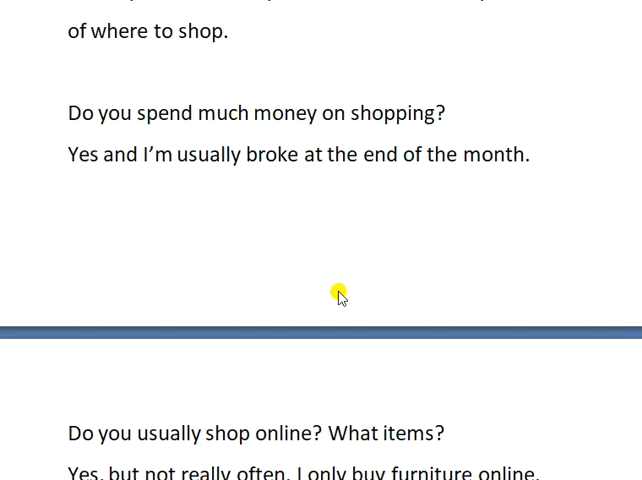 of where to shop.
Do you spend much money on shopping?
Yes and I’m usually broke at the end of the month.
Do you usually shop online? What items?
Yes, but not really often. I only buy furniture online.